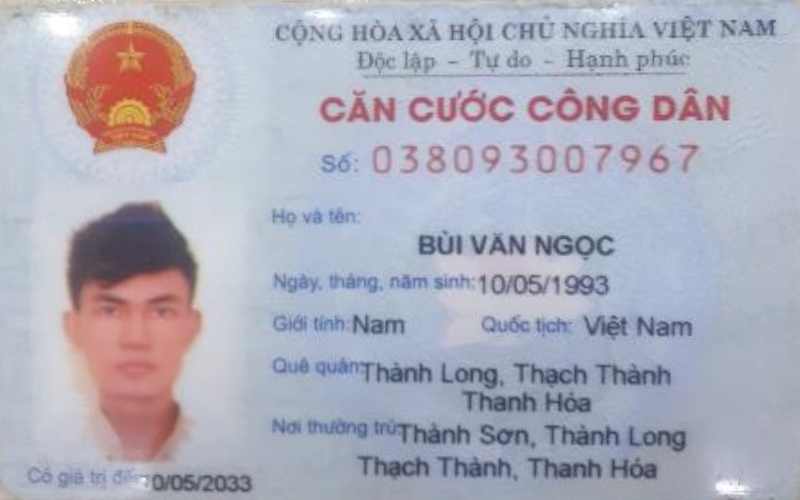 CỘNG HÒA XÃ HỘI CHỦ NGHĨA VIỆT NAM
Độc lập - Tự do - Hạnh phúc
CĂN CƯỚC CÔNG DÂN
Số: 038093007967
Họ và tên:
BÙI VĂN NGỌC
Ngày, tháng, năm sinh: 10/05/1993
Giới tính: Nam Quốc tịch: Việt Nam
Quê quán: Thành Long, Thạch Thành
Thanh Hóa
Nơi thường trú: Thành Sơn, Thành Long
Thạch Thành, Thanh Hóa
Có giá trị đến: 10/05/2033